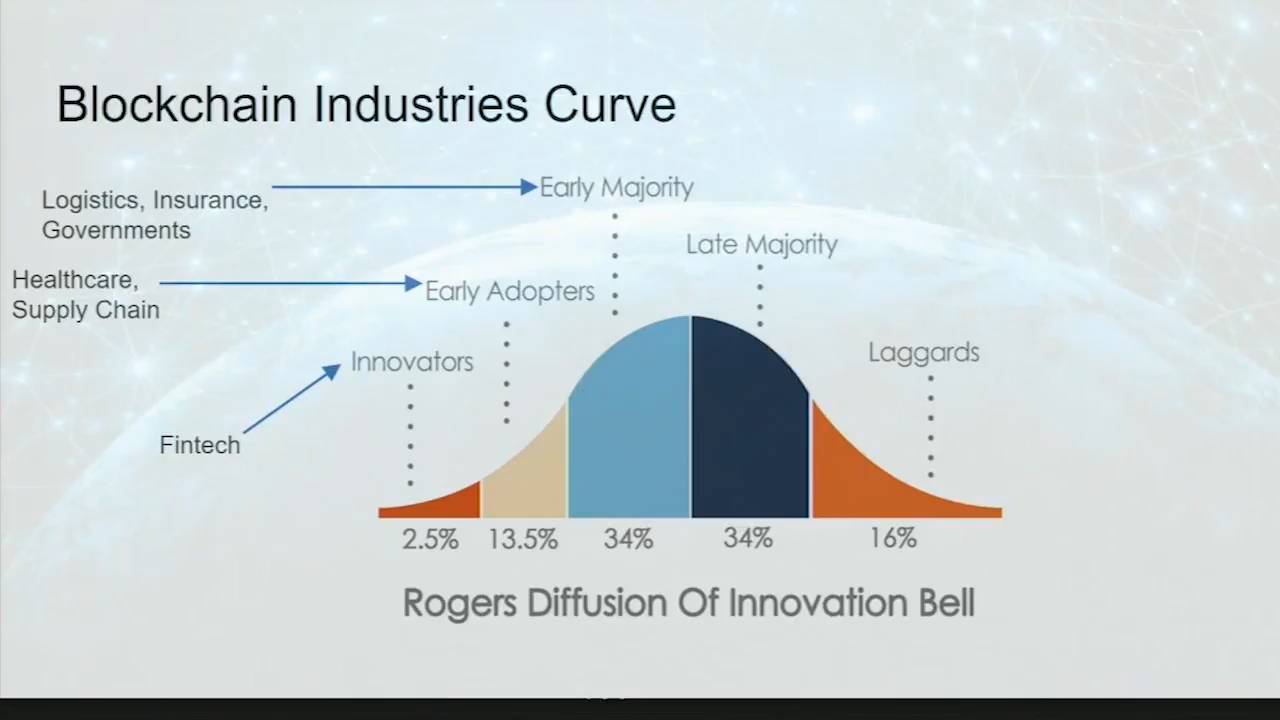 Blockchain Industries Curve
Logistics, Insurance,
Governments
Early Majority
Late Majority
Healthcare,
Supply Chain
Early Adopters
Innovators
Laggards
Fintech
2.5% 13.5% 34% 34% 16%
Rogers Diffusion Of Innovation Bell